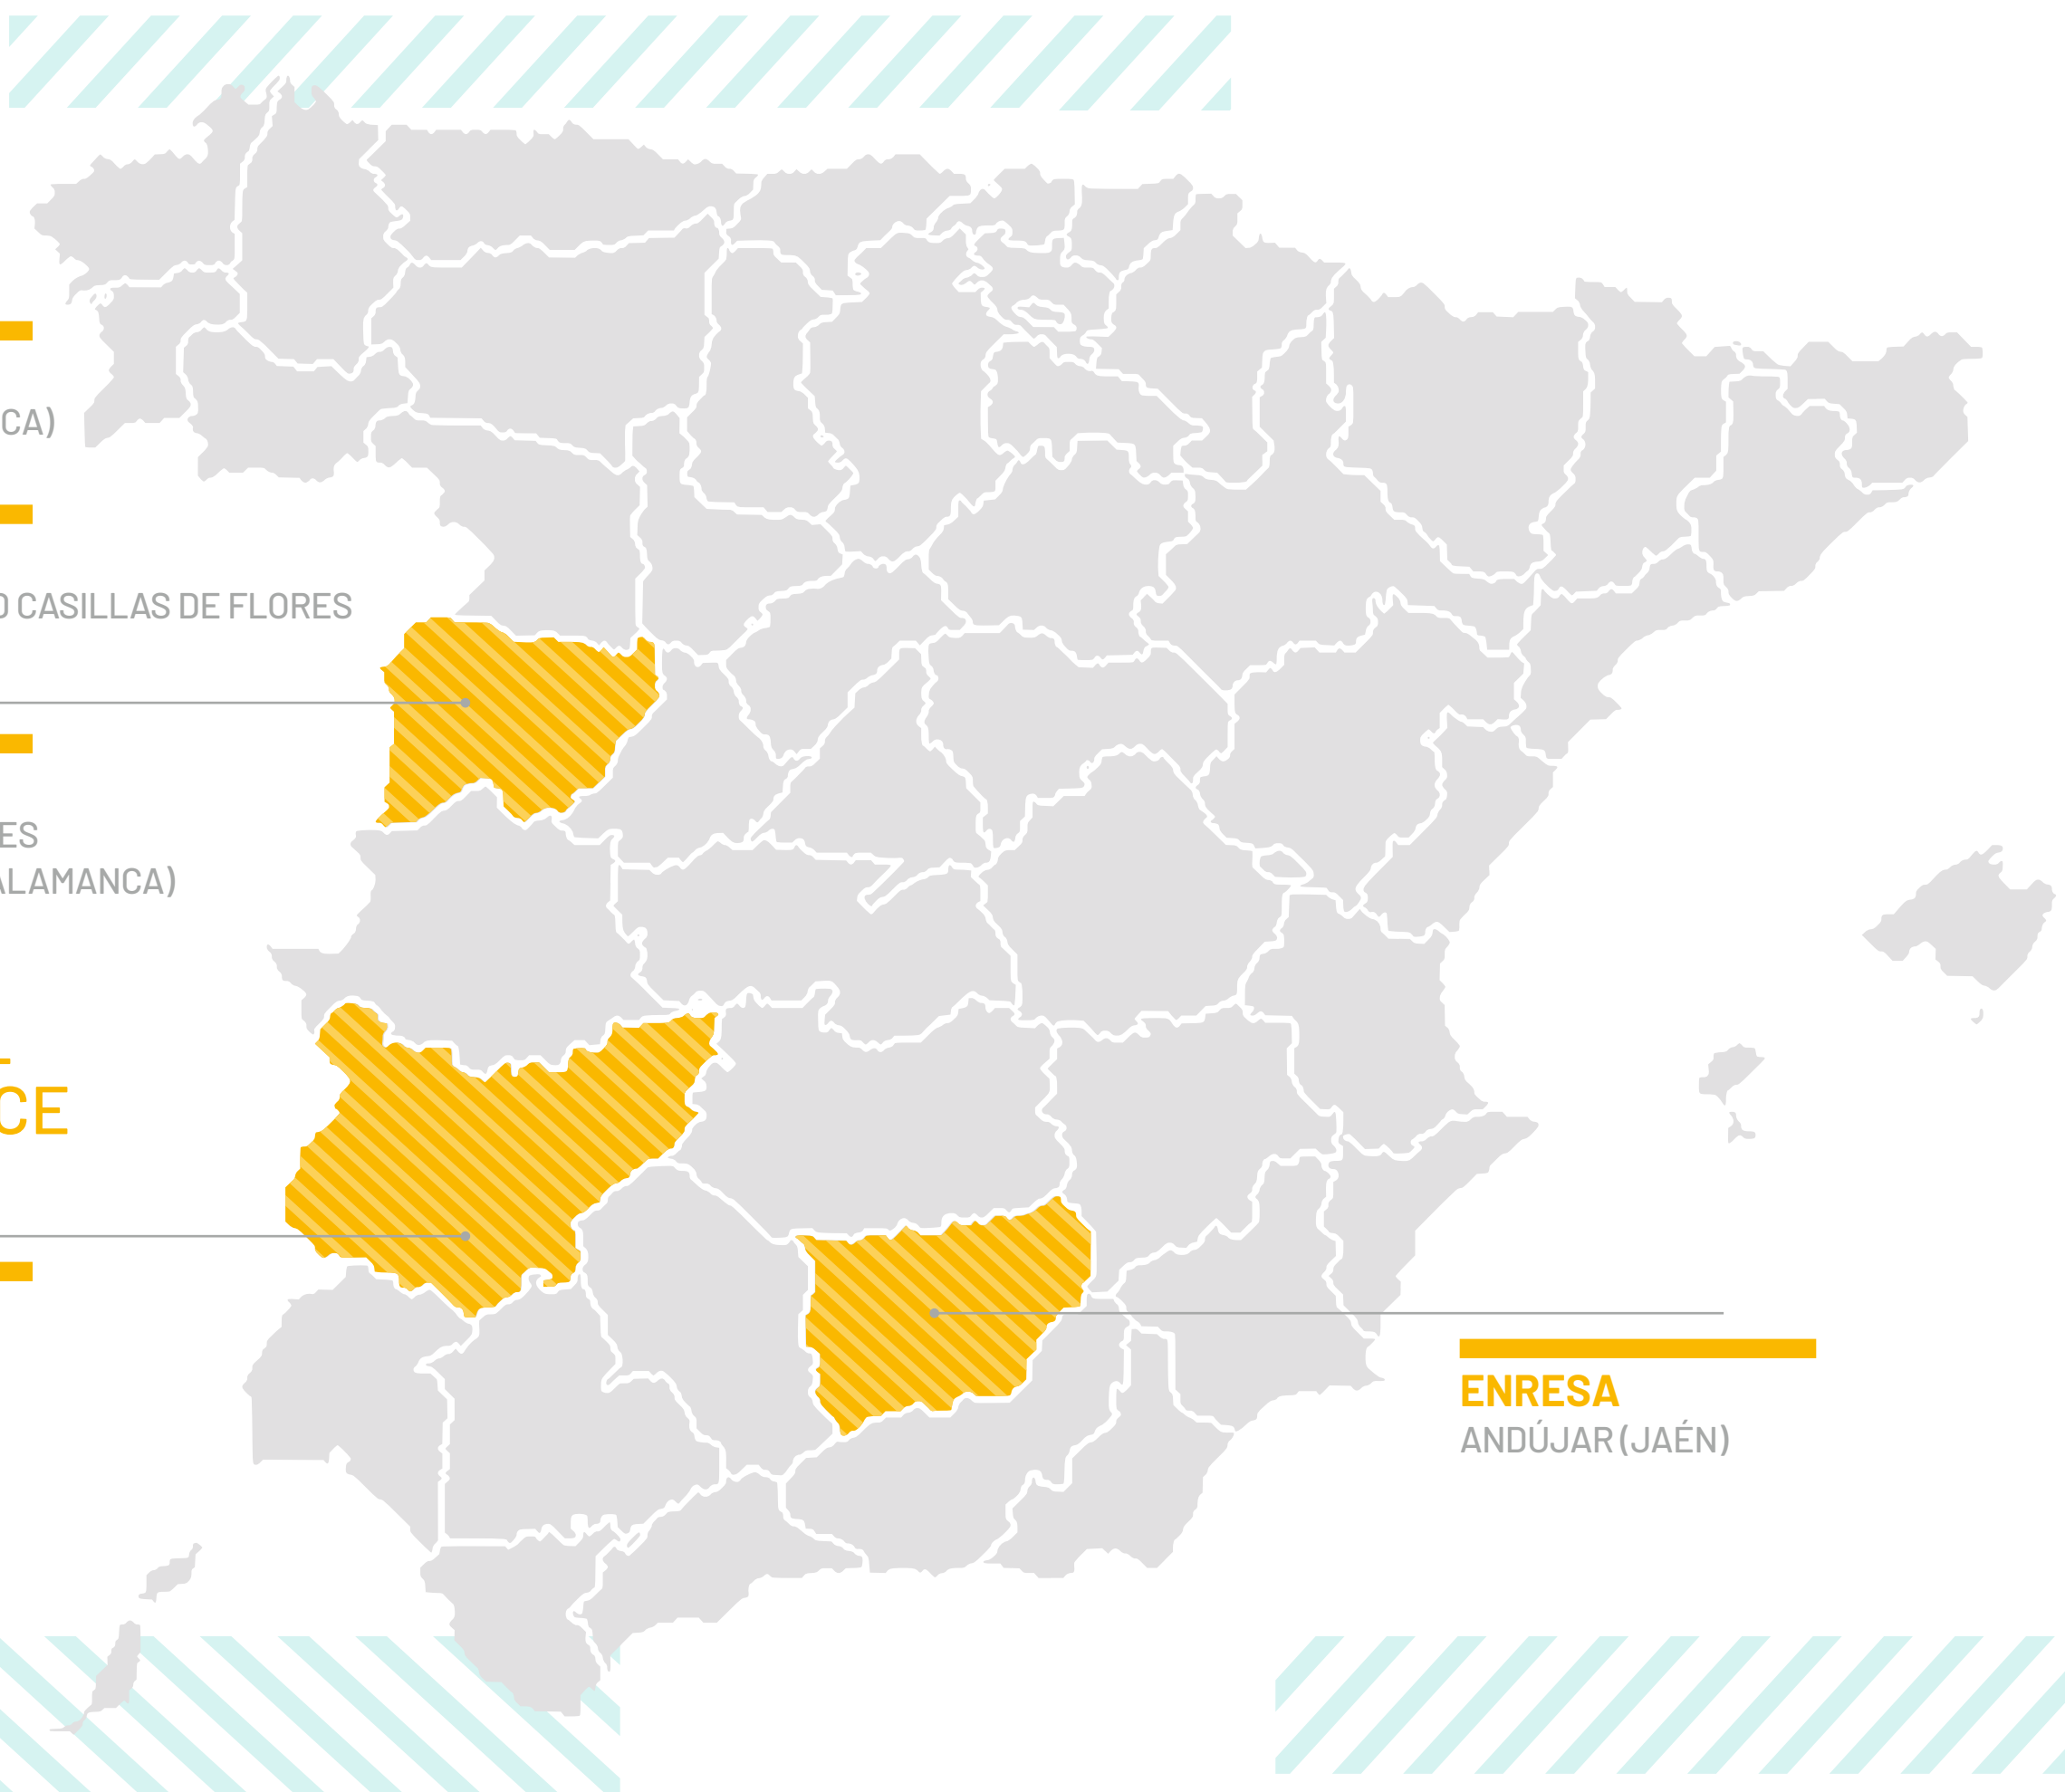 CA)
CASILLAS DE FLORES
ES
ALAMANCA)
CE
ENRESA
ANDÚJAR (JAÉN)